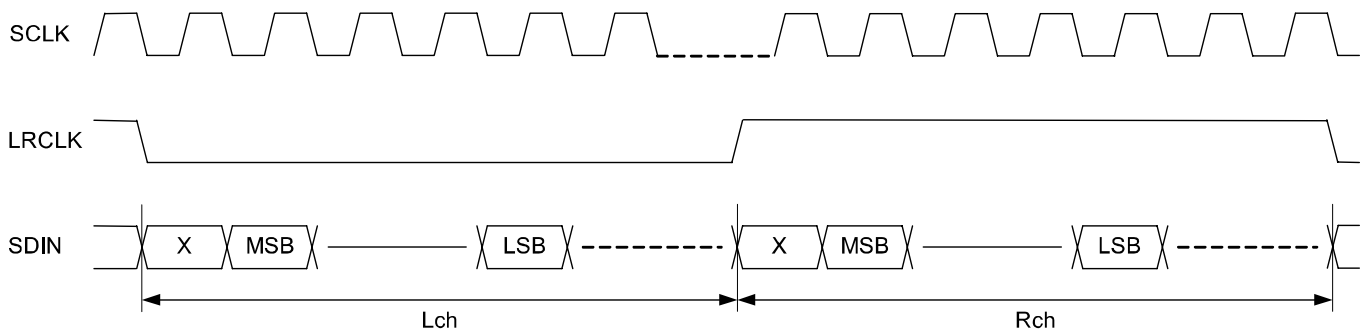 SCLK
LRCLK
SDIN X MSB LSB X MSB LSB
Lch Rch